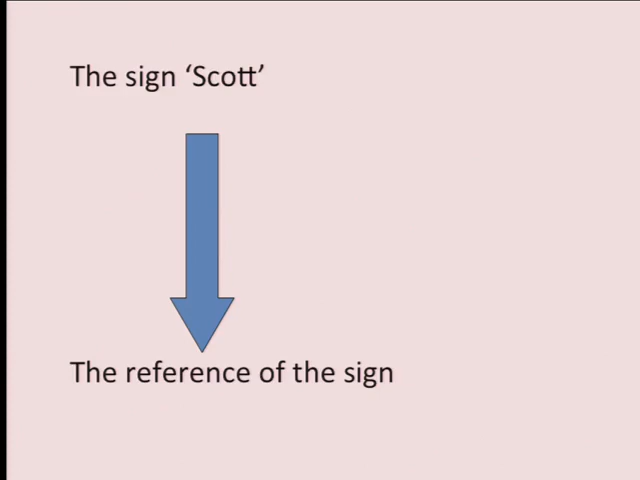 The sign ‘Scott’
The reference of the sign